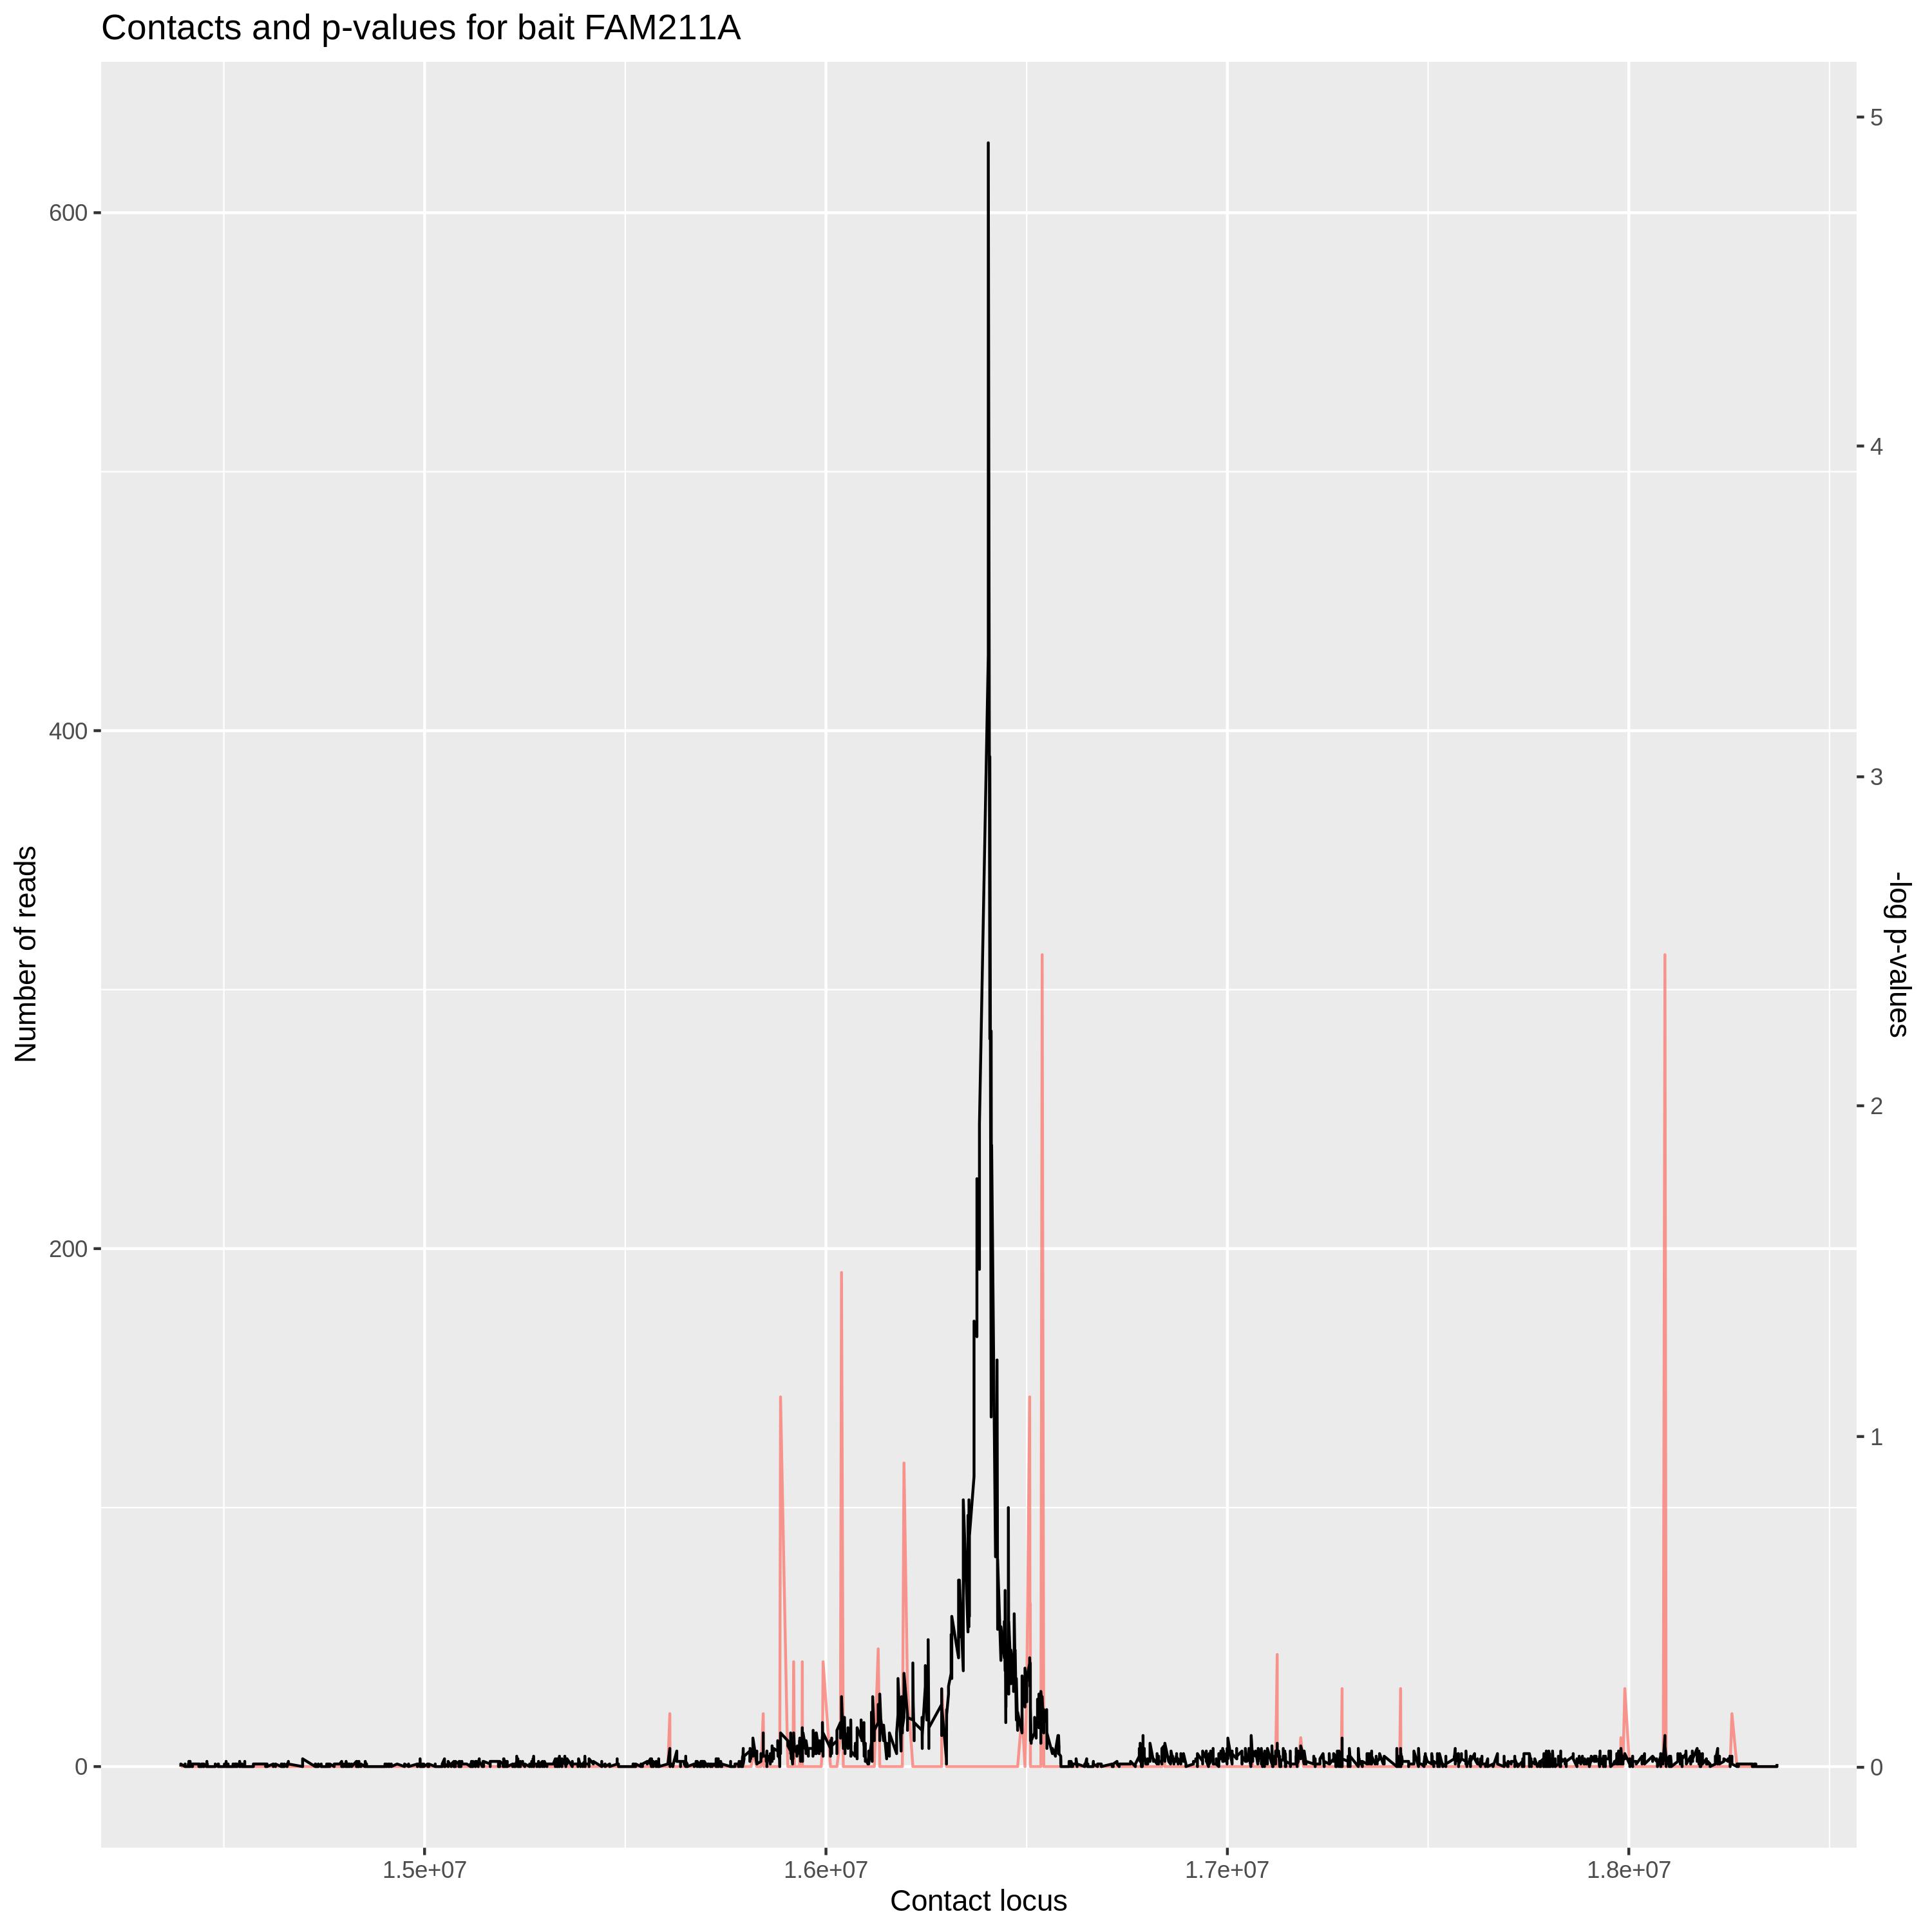 Contacts and p-values for bait FAM211A
Number of reads
600
400
200
0
5
4
3
2
1
0
-log p-values
1.5e+07
1.6e+07
1.7e+07
1.8e+07
Contact locus